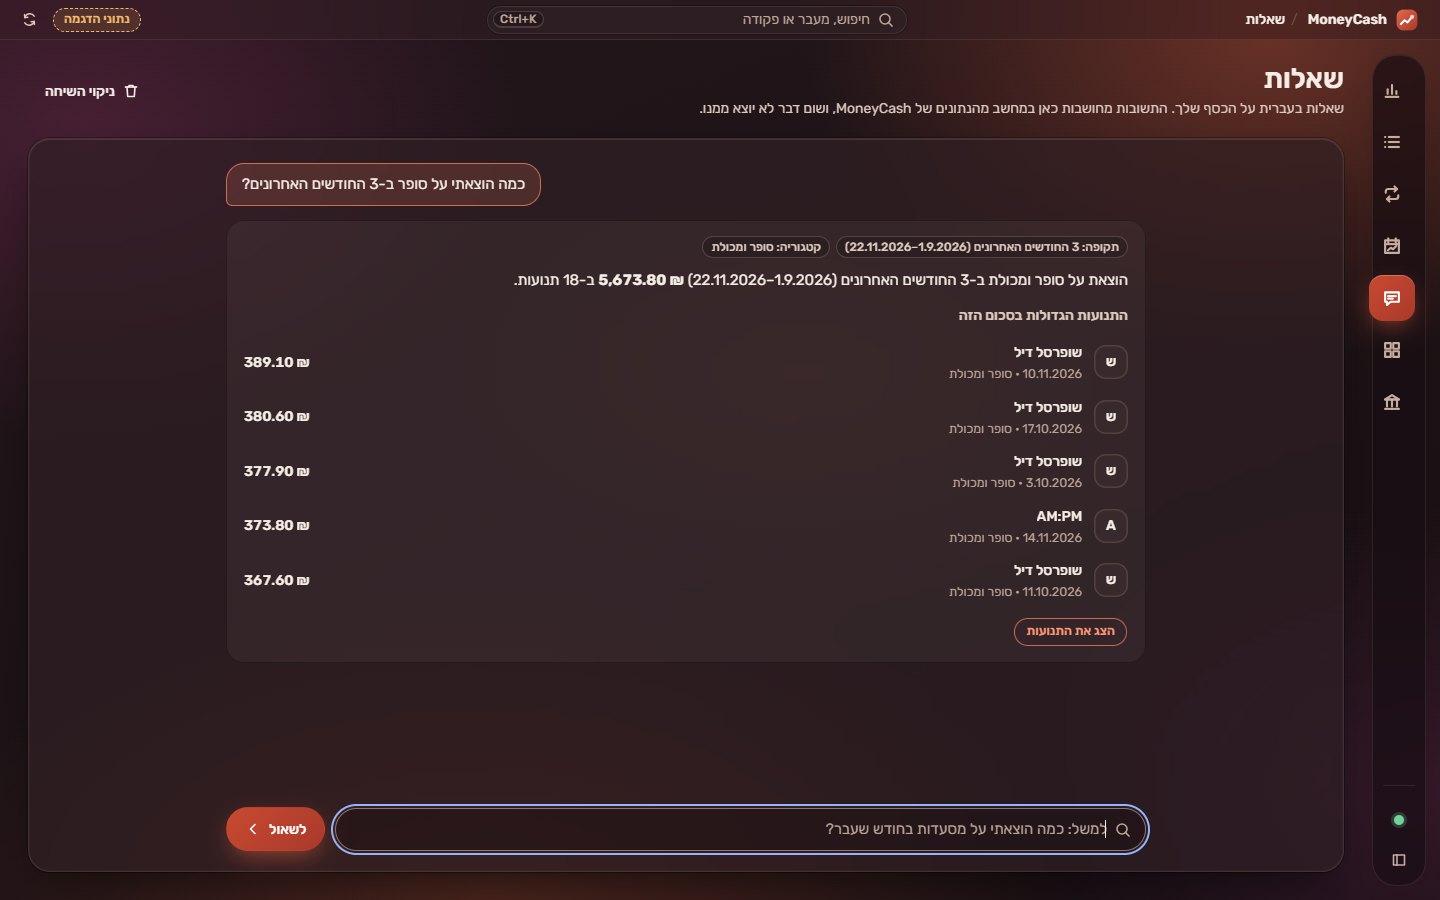 MoneyCash / שאלות
חיפוש, מעבר או פקודה
Ctrl+K
נתוני הדגמה
שאלות
שאלות בעברית על הכסף שלך. התשובות מחושבות כאן במחשב מהנתונים של MoneyCash, ושום דבר לא יוצא ממנו.
ניקוי השיחה
כמה הוצאתי על סופר ב-3 החודשים האחרונים?
תקופה: 3 החודשים האחרונים (1.9.2026–22.11.2026)
קטגוריה: סופר ומכולת
הוצאת על סופר ומכולת ב-3 החודשים האחרונים (1.9.2026–22.11.2026) 5,673.80 ₪ ב-18 תנועות.
התנועות הגדולות בסכום הזה
ש
שופרסל דיל
10.11.2026 • סופר ומכולת
389.10 ₪
ש
שופרסל דיל
17.10.2026 • סופר ומכולת
380.60 ₪
ש
שופרסל דיל
3.10.2026 • סופר ומכולת
377.90 ₪
A
AM:PM
14.11.2026 • סופר ומכולת
373.80 ₪
ש
שופרסל דיל
11.10.2026 • סופר ומכולת
367.60 ₪
הצג את התנועות
למשל: כמה הוצאתי על מסעדות בחודש שעבר?
לשאול